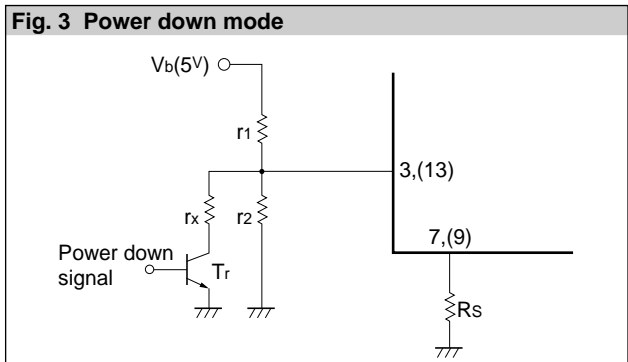 Fig. 3 Power down mode
Vb(5V)
r1
3,(13)
rx
r2
7,(9)
Power down
signal
Tr
RS